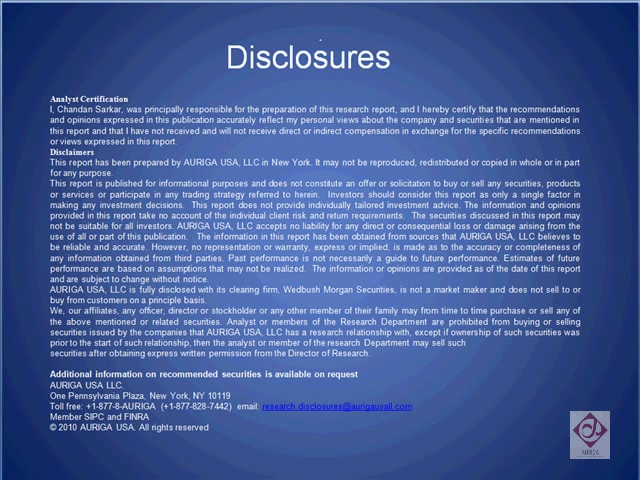 Disclosures
Analyst Certification
I, Chandan Sarkar, was principally responsible for the preparation of this research report, and I hereby certify that the recommendations
and opinions expressed in this publication accurately reflect my personal views about the company and securities that are mentioned in
this report and that I have not received and will not receive direct or indirect compensation in exchange for the specific recommendations
or views expressed in this report.
Disclaimers
This report has been prepared by AURIGA USA, LLC in New York. It may not be reproduced, redistributed or copied in whole or in part
for any purpose.
This report is published for informational purposes and does not constitute an offer or solicitation to buy or sell any securities, products
or services or participate in any trading strategy referred to herein. Investors should consider this report as only a single factor in
making any investment decisions. This report does not provide individually tailored investment advice. The information and opinions
provided in this report take no account of the individual client risk and return requirements. The securities discussed in this report may
not be suitable for all investors. AURIGA USA, LLC accepts no liability for any direct or consequential loss or damage arising from the
use of all or part of this publication. The information in this report has been obtained from sources that AURIGA USA, LLC believes to
be reliable and accurate. However, no representation or warranty, express or implied, is made as to the accuracy or completeness of
any information obtained from third parties. Past performance is not necessarily a guide to future performance. Estimates of future
performance are based on assumptions that may not be realized. The information or opinions are provided as of the date of this report
and are subject to change without notice.
AURIGA USA, LLC is fully disclosed with its clearing firm, Wedbush Morgan Securities, is not a market maker and does not sell to or
buy from customers on a principle basis.
We, our affiliates, any officer, director or stockholder or any other member of their family may from time to time purchase or sell any of
the above mentioned or related securities. Analyst or members of the Research Department are prohibited from buying or selling
securities issued by the companies that AURIGA USA, LLC has a research relationship with, except if ownership of such securities was
prior to the start of such relationship, then the analyst or member of the research Department may sell such
securities after obtaining express written permission from the Director of Research.
Additional information on recommended securities is available on request
AURIGA USA LLC.
One Pennsylvania Plaza, New York, NY 10119
Toll free: +1-877-8-AURIGA (+1-877-828-7442) email: research.disclosures@aurigausall.com
Member SIPC and FINRA
© 2010 AURIGA USA. All rights reserved
AURIGA